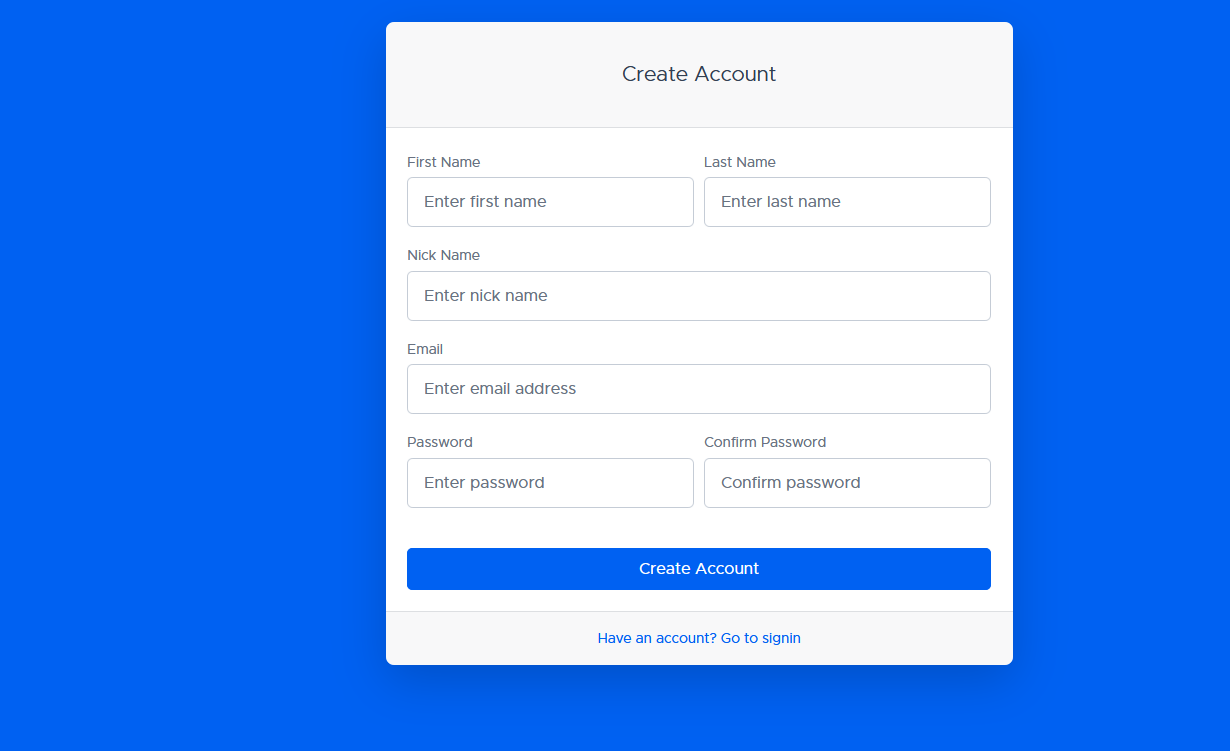 Create Account
First Name Last Name
Enter first name Enter last name
Nick Name
Enter nick name
Email
Enter email address
Password Confirm Password
Enter password Confirm password
Create Account
Have an account? Go to signin